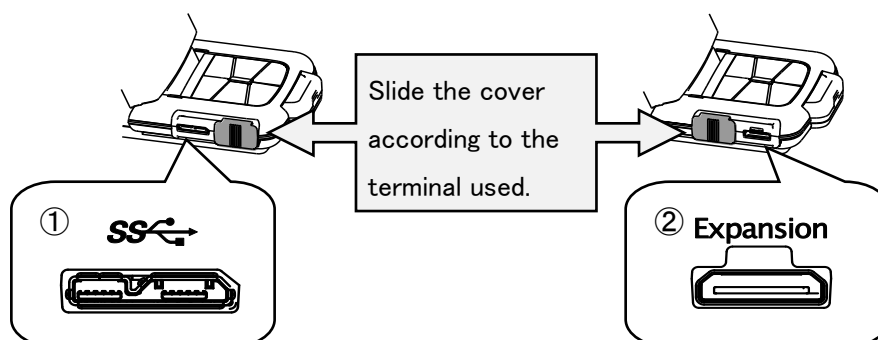 Slide the cover
according to the
terminal used.
①
SS
② Expansion